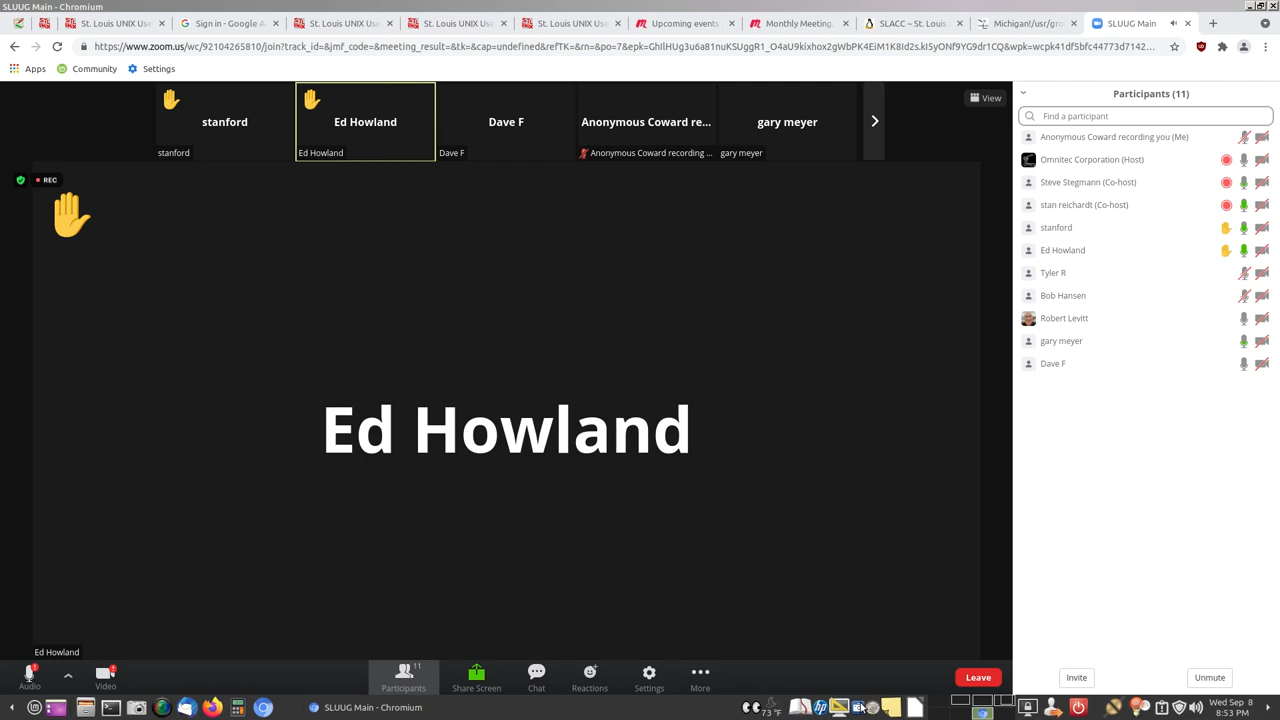 SLUUG Main - Chromium
St. Louis UNIX Use
Sign in - Google A
St. Louis UNIX Use
St. Louis UNIX Use
St. Louis UNIX Use
Upcoming events
Monthly Meeting,
SLACC ~ St. Louis
Michigan!/usr/gro
SLUUG Main
Apps
Community
Settings
stanford
Ed Howland
Dave F
Anonymous Coward re...
gary meyer
View
stanford
Ed Howland
Dave F
Anonymous Coward recording ...
gary meyer
REC
Ed Howland
Ed Howland
Participants (11)
Find a participant
Anonymous Coward recording you (Me)
Omnitec Corporation (Host)
Steve Stegmann (Co-host)
stan reichardt (Co-host)
stanford
Ed Howland
Tyler R
Bob Hansen
Robert Levitt
gary meyer
Dave F
Audio
Video
11
Participants
Share Screen
Chat
Reactions
Settings
More
Leave
Invite
Unmute
SLUUG Main - Chromium
73 °F
Wed Sep 8
8:53 PM